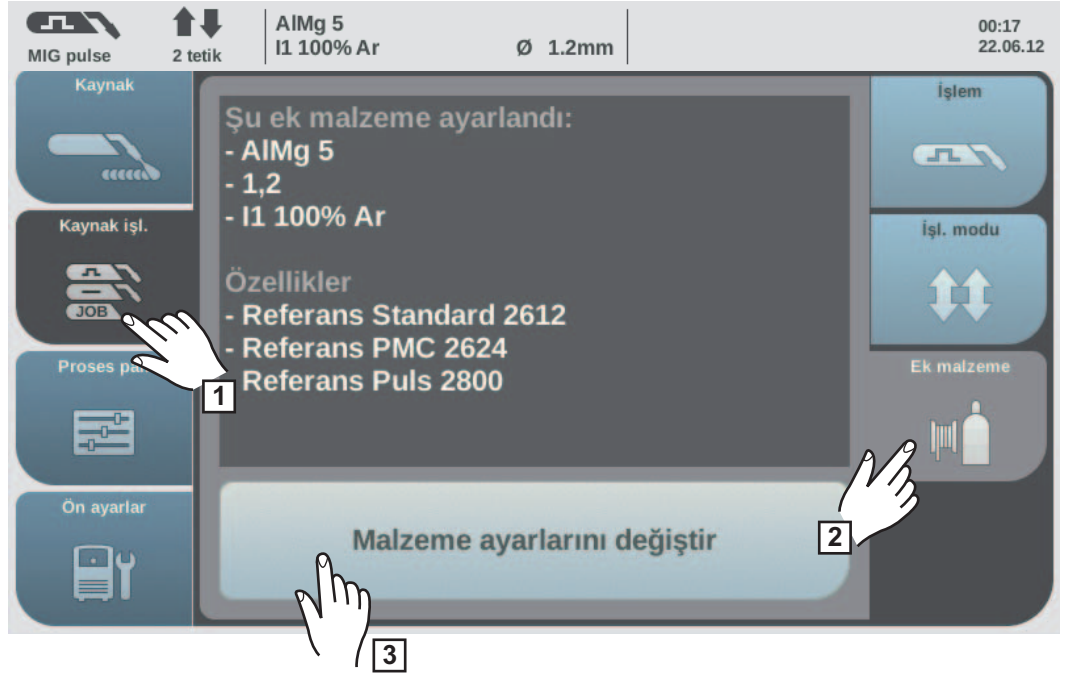 MIG pulse
2 tetik
AlMg 5
I1 100% Ar
Ø 1.2mm
00:17
22.06.12
Kaynak
Kaynak işl.
JOB
Proses pa
Ön ayarlar
Şu ek malzeme ayarlandı:
- AlMg 5
- 1,2
- I1 100% Ar
Özellikler
- Referans Standard 2612
- Referans PMC 2624
Referans Puls 2800
Malzeme ayarlarını değiştir
İşlem
İşl. modu
Ek malzeme
1
2
3